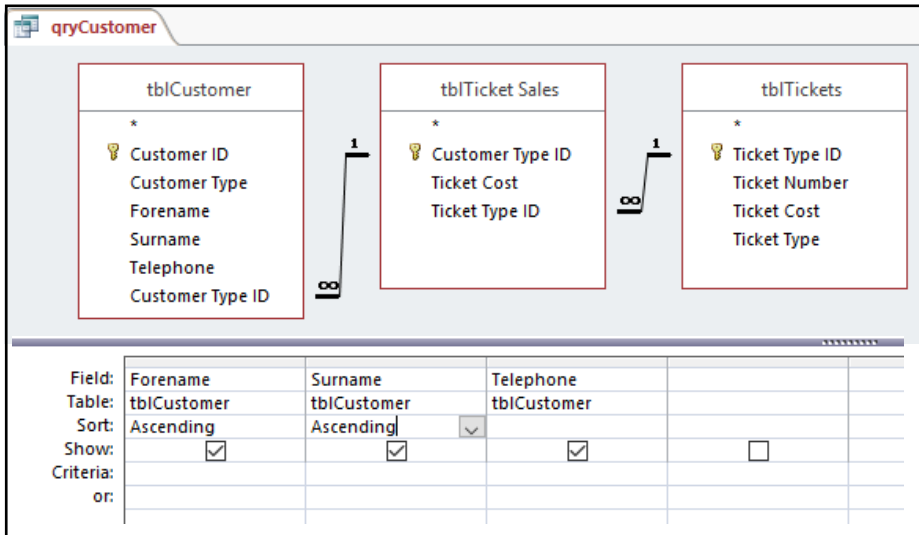 qryCustomer
tblCustomer
*
Customer ID
Customer Type
Forename
Surname
Telephone
Customer Type ID
1
∞
tblTicket Sales
*
Customer Type ID
Ticket Cost
Ticket Type ID
1
∞
tblTickets
*
Ticket Type ID
Ticket Number
Ticket Cost
Ticket Type
Field: Forename Surname Telephone
Table: tblCustomer tblCustomer tblCustomer
Sort: Ascending Ascending
Show:
Criteria:
or: